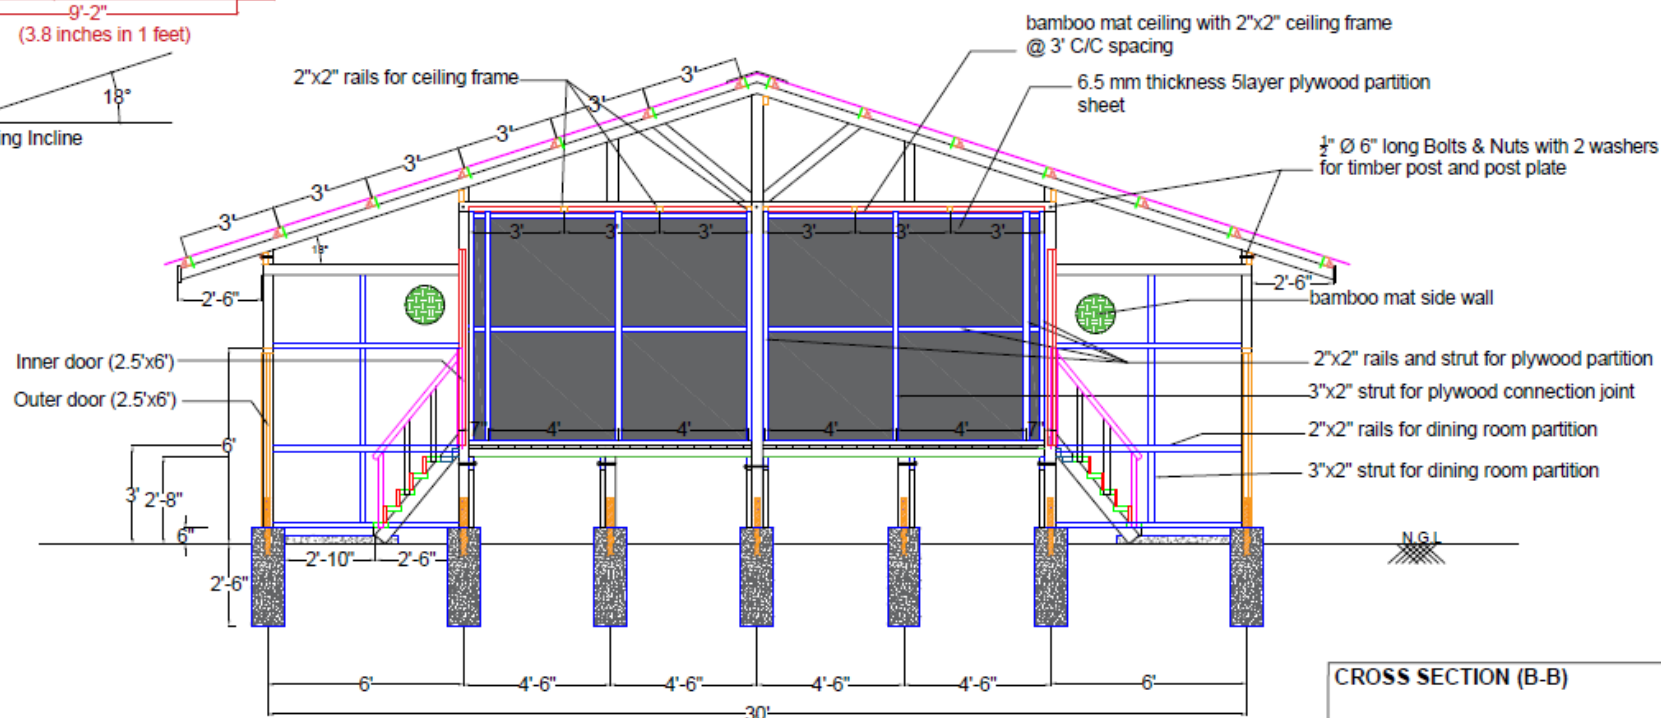 9'-2"
(3.8 inches in 1 feet)
18°
ng Incline
2"x2" rails for ceiling frame
bamboo mat ceiling with 2"x2" ceiling frame
@ 3' C/C spacing
6.5 mm thickness 5layer plywood partition
sheet
½" Ø 6" long Bolts & Nuts with 2 washers
for timber post and post plate
3'
3'
3'
3'
3'
3'
18°
3'
3'
3'
3'
3'
3'
2'-6"
2'-6"
bamboo mat side wall
Inner door (2.5'x6')
Outer door (2.5'x6')
2"x2" rails and strut for plywood partition
3"x2" strut for plywood connection joint
2"x2" rails for dining room partition
3"x2" strut for dining room partition
7"
4'
4'
4'
4'
7"
6'
3'
2'-8"
6"
2'-6"
2'-10"
2'-6"
N.G.L
6'
4'-6"
4'-6"
4'-6"
4'-6"
6'
30'
CROSS SECTION (B-B)